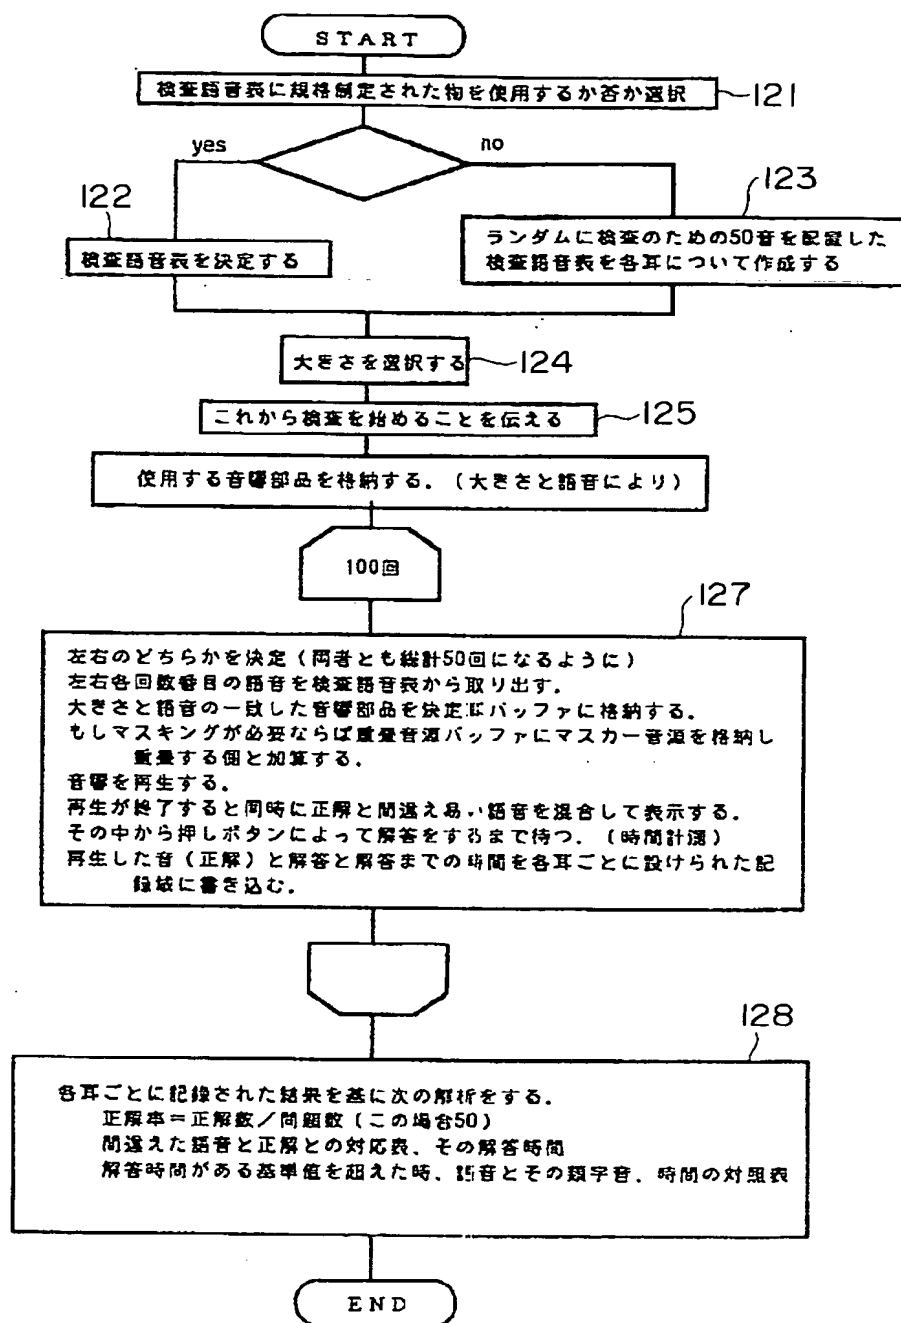 START
検査語音表に規格制定された物を使用するか否か選択
121
yes
no
122
123
検査語音表を決定する
ランダムに検査のための50音を配置した
検査語音表を各耳について作成する
大きさを選択する
124
これから検査を始めることを伝える
125
使用する音響部品を格納する.(大きさと語音により)
100回
127
左右のどちらかを決定(両者とも総計50回になるように)
左右各回数番目の語音を検査語音表から取り出す.
大きさと語音の一致した音響部品を決定 バッファに格納する.
もしマスキングが必要ならば重畳音源バッファにマスカー音源を格納し
重畳する側と加算する.
音響を再生する.
再生が終了すると同時に正解と間違え易い語音を混合して表示する.
その中から押しボタンによって解答をするまで待つ.(時間計測)
再生した音(正解)と解答と解答までの時間を各耳ごとに設けられた記
録域に書き込む.
128
各耳ごとに記録された結果を基に次の解析をする.
正解率=正解数/問題数(この場合50)
間違えた語音と正解との対応表、その解答時間
解答時間がある基準値を超えた時、語音とその類字音、時間の対照表
END